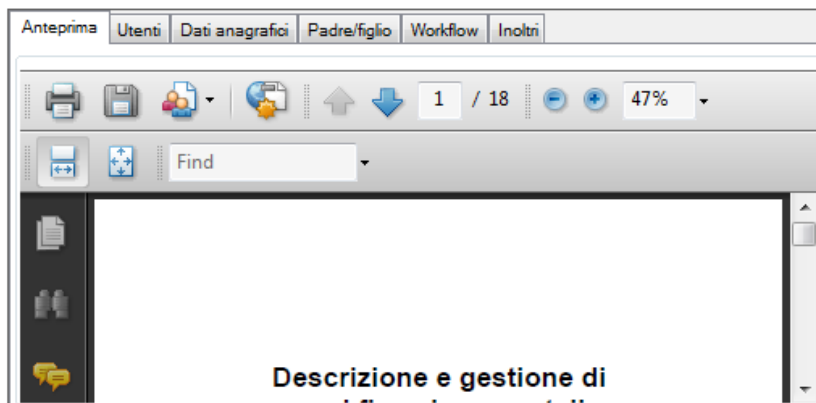 Anteprima Utenti Dati anagrafici Padre/figlio Workflow Inoltri
1 / 18 47%
Find
Descrizione e gestione di